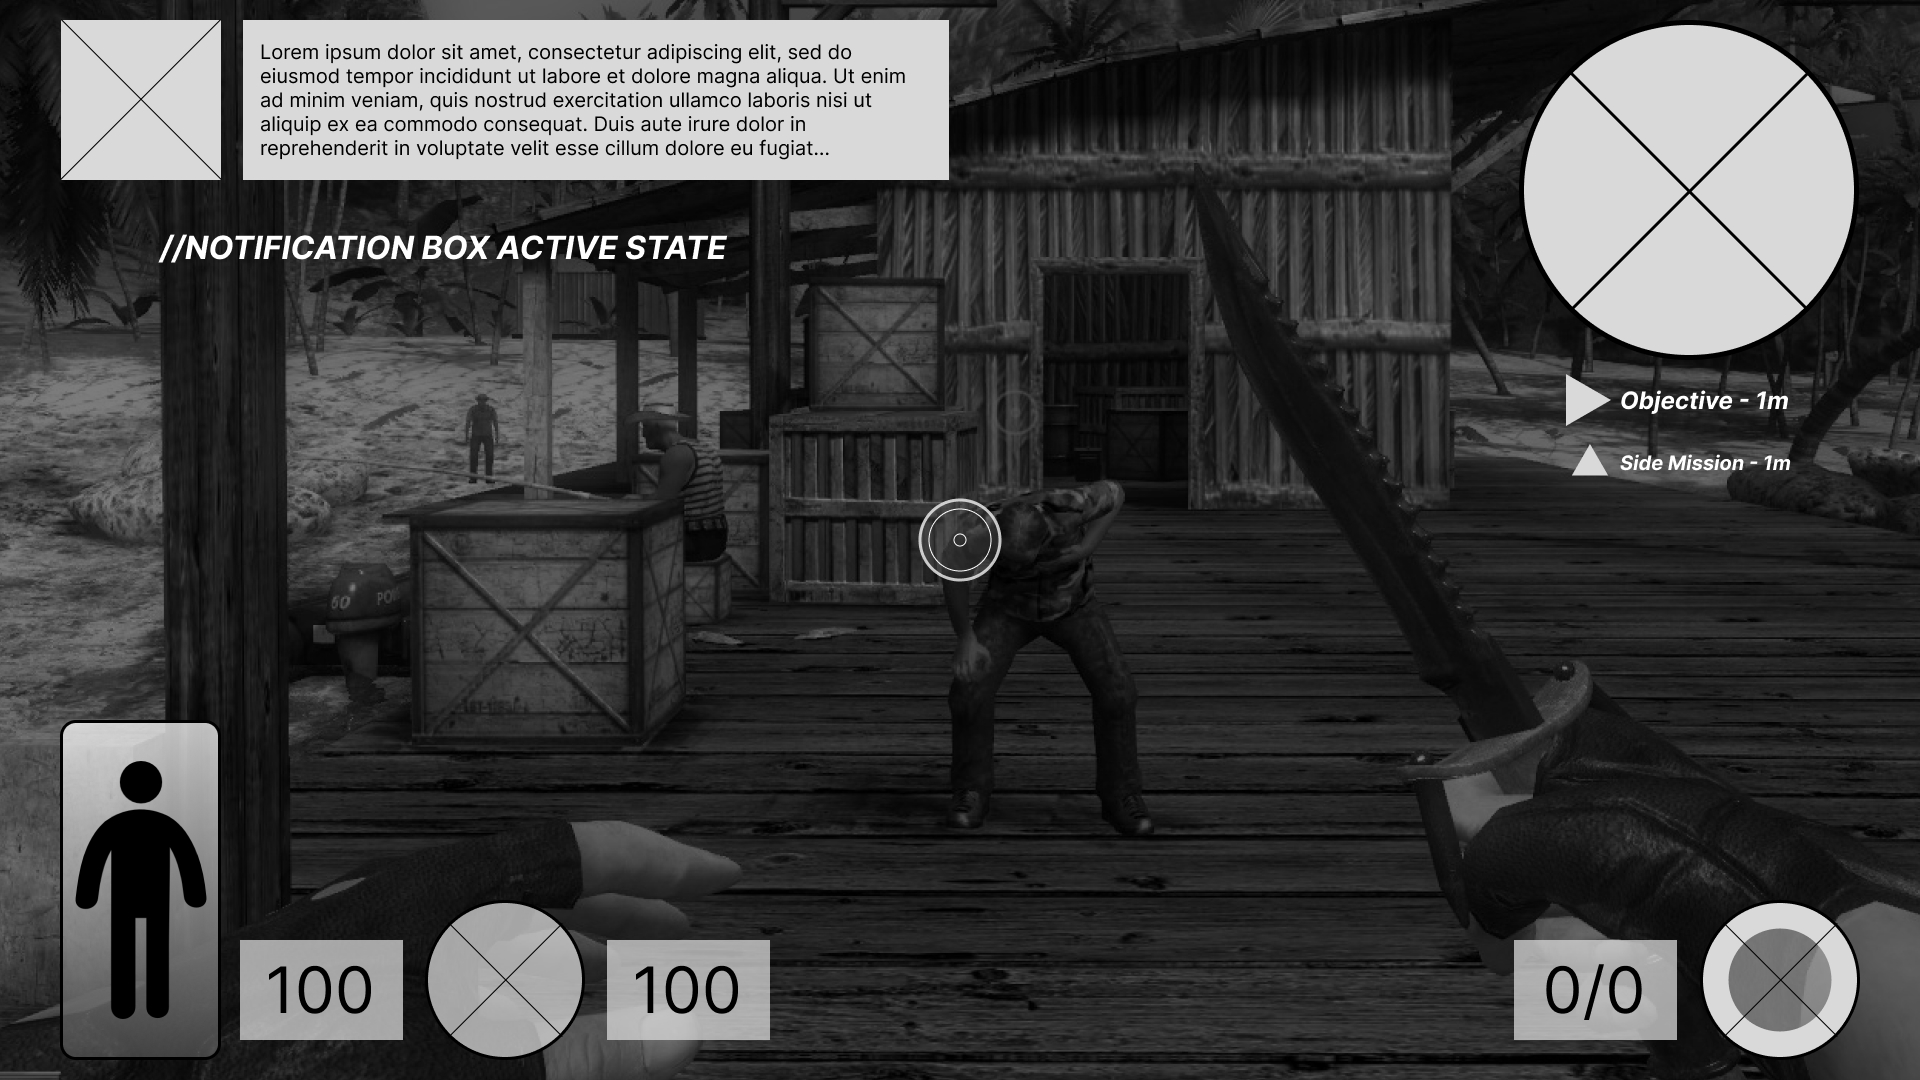 Lorem ipsum dolor sit amet, consectetur adipiscing elit, sed do
eiusmod tempor incididunt ut labore et dolore magna aliqua. Ut enim
ad minim veniam, quis nostrud exercitation ullamco laboris nisi ut
aliquip ex ea commodo consequat. Duis aute irure dolor in
reprehenderit in voluptate velit esse cillum dolore eu fugiat...
//NOTIFICATION BOX ACTIVE STATE
Objective - 1m
Side Mission - 1m
60
100
100
0/0